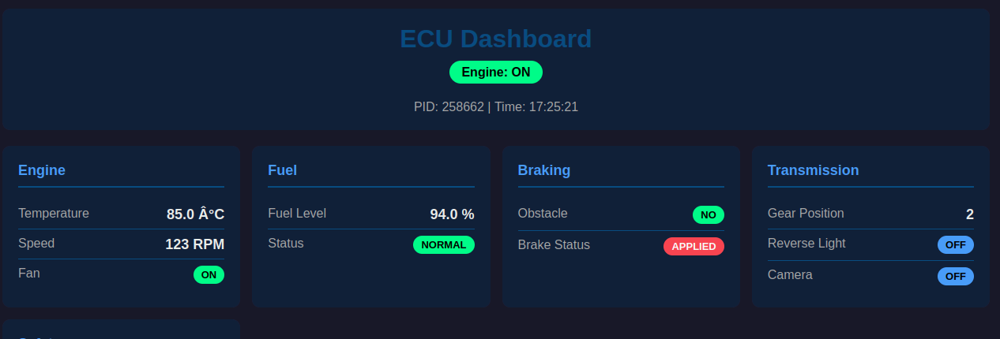 ECU Dashboard
Engine: ON
PID: 258662 | Time: 17:25:21
Engine
Temperature 85.0 Â°C
Speed 123 RPM
Fan ON
Fuel
Fuel Level 94.0 %
Status NORMAL
Braking
Obstacle NO
Brake Status APPLIED
Transmission
Gear Position 2
Reverse Light OFF
Camera OFF